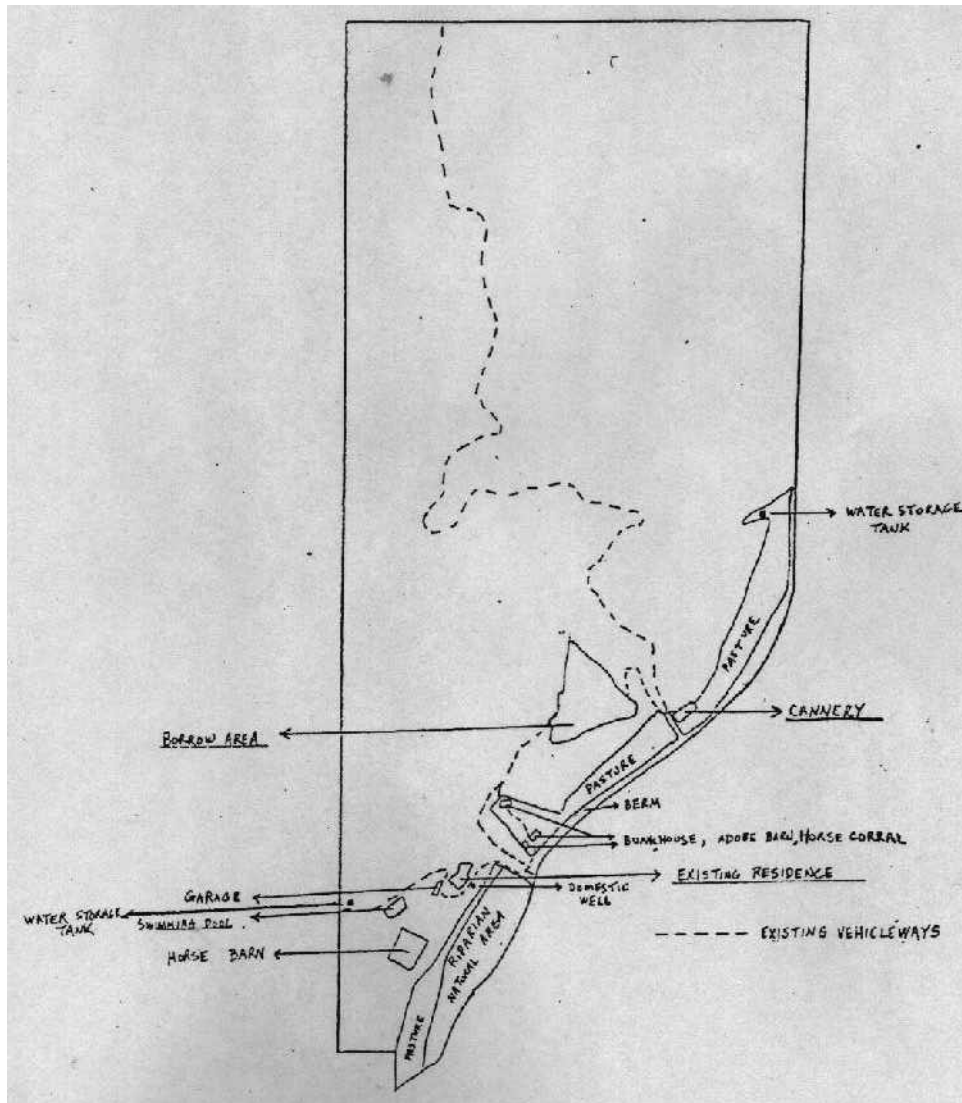 WATER STORAGE
TANK
PASTURE
CANNERY
BORROW AREA
PASTURE
BERM
BUNKHOUSE, ADOBE BARN, HORSE CORRAL
EXISTING RESIDENCE
GARAGE
DOMESTIC
WELL
WATER STORAGE
TANK
SWIMMING POOL
RIPARIAN
NATURAL AREA
EXISTING VEHICLEWAYS
HORSE BARN
PASTURE